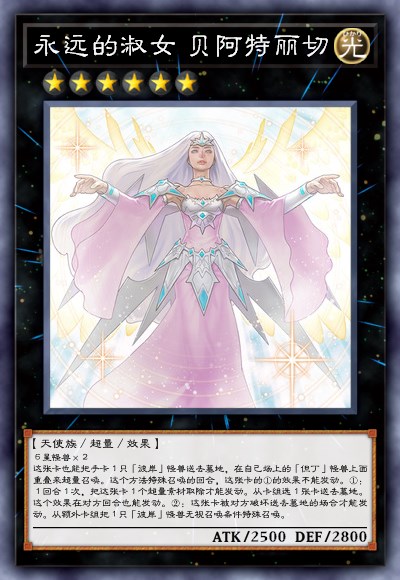 永远的淑女 贝阿特丽切
光
【天使族／超量／效果】
６星怪兽×２
这张卡也能把手卡１只「彼岸」怪兽送去墓地，在自己场上的「但丁」怪兽上面
重叠来超量召唤。这个方法特殊召唤的回合，这张卡的①的效果不能发动。①：
１回合１次，把这张卡１个超量素材取除才能发动。从卡组选１张卡送去墓地。
这个效果在对方回合也能发动。②：这张卡被对方破坏送去墓地的场合才能发
动。从额外卡组把１只「彼岸」怪兽无视召唤条件特殊召唤。
ATK/2500 DEF/2800